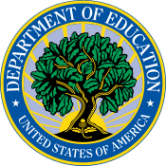 DEPARTMENT OF EDUCATION
UNITED STATES OF AMERICA